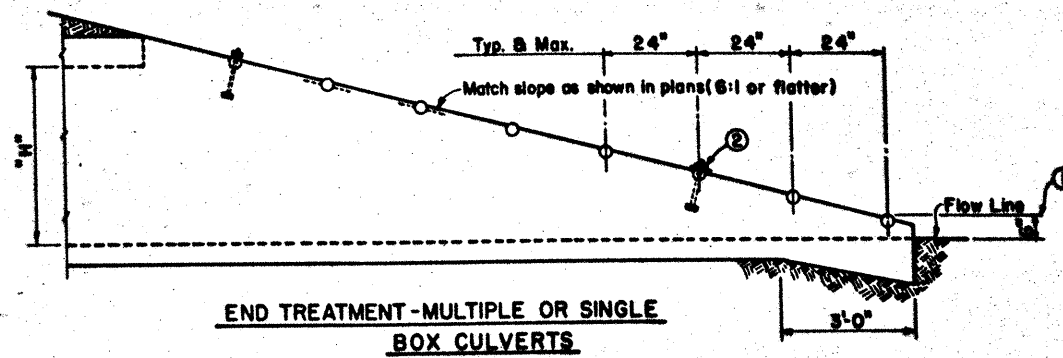 Typ. & Max. 24" 24" 24"
Match slope as shown in plans (6:1 or flatter)
"H"
②
Flow Line
6"
END TREATMENT-MULTIPLE OR SINGLE
BOX CULVERTS
3'-0"